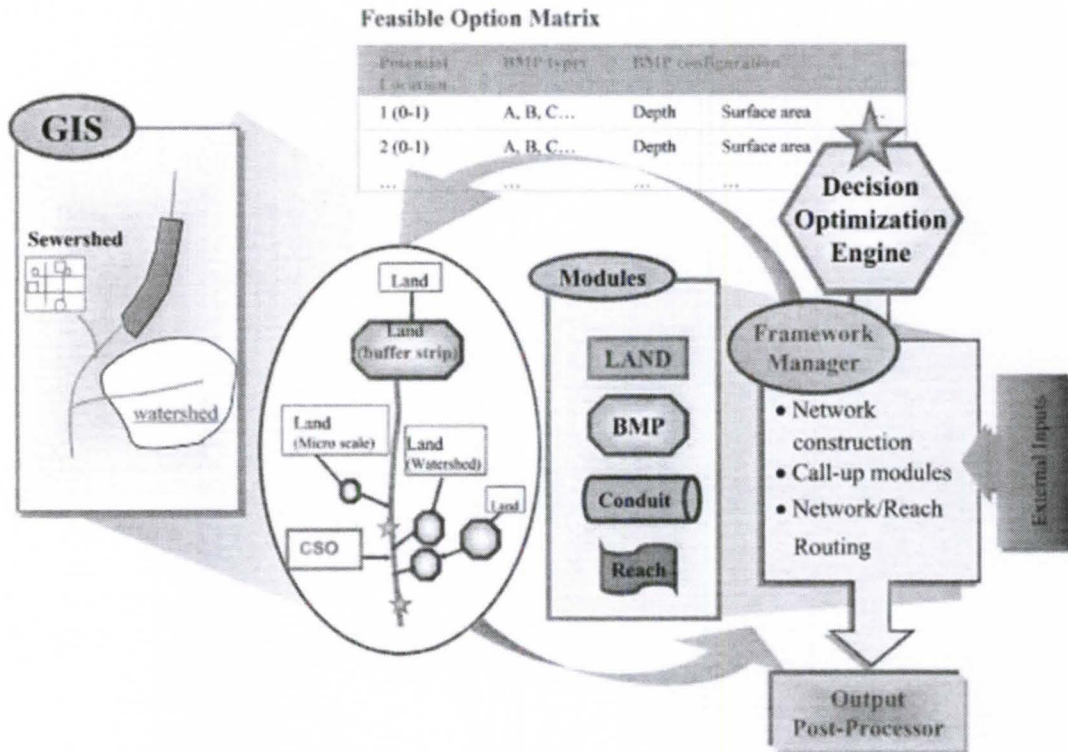 Feasible Option Matrix
Potential BMP types BMP configuration
Location
1 (0-1) A, B, C... Depth Surface area ...
2 (0-1) A, B, C... Depth Surface area
... ... ... ...
GIS
Sewershed
watershed
Land
Land
(buffer strip)
Land
(Micro scale)
Land
(Watershed)
Land
CSO
Modules
LAND
BMP
Conduit
Reach
Decision
Optimization
Engine
Framework
Manager
• Network
construction
• Call-up modules
• Network/Reach
Routing
External Inputs
Output
Post-Processor